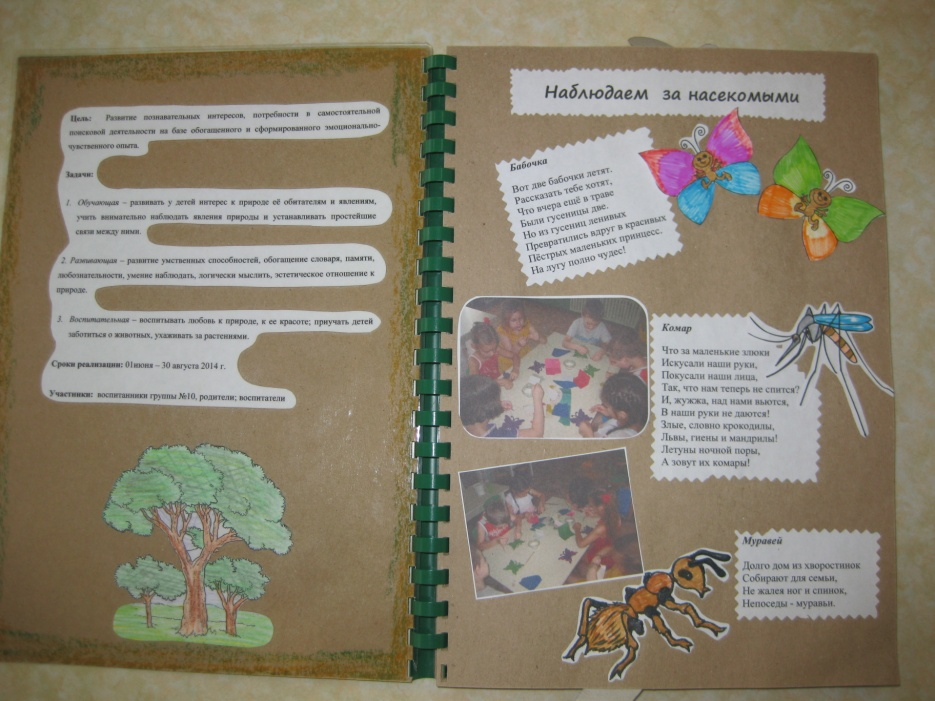 Цель: Развитие познавательных интересов, потребности в самостоятельной
поисковой деятельности на базе обогащенного и сформированного эмоционально-
чувственного опыта.
Задачи:
1. Обучающая – развивать у детей интерес к природе её обитателям и явлениям,
учить внимательно наблюдать явления природы и устанавливать простейшие
связи между ними.
2. Развивающая – развитие умственных способностей, обогащение словаря, памяти,
любознательности, умение наблюдать, логически мыслить, эстетическое отношение к
природе.
3. Воспитательная – воспитывать любовь к природе, к ее красоте; приучать детей
заботиться о животных, ухаживать за растениями.
Сроки реализации: 01июня – 30 августа 2014 г.
Участники: воспитанники группы №10, родители; воспитатели
Наблюдаем за насекомыми
Бабочка
Вот две бабочки летят.
Рассказать тебе хотят,
Что вчера ещё в траве
Были гусеницы две.
Но из гусениц ленивых
Превратились вдруг в красивых
Пёстрых маленьких принцесс.
На лугу полно чудес!
Комар
Что за маленькие злюки
Искусали наши руки,
Покусали наши лица,
Так, что нам теперь не спится?
И, жужжа, над нами вьются,
В наши руки не даются!
Злые, словно крокодилы,
Львы, гиены и мандрилы!
Летуны ночной поры,
А зовут их комары!
Муравей
Долго дом из хворостинок
Собирают для семьи,
Не жалея ног и спинок,
Непоседы - муравьи.